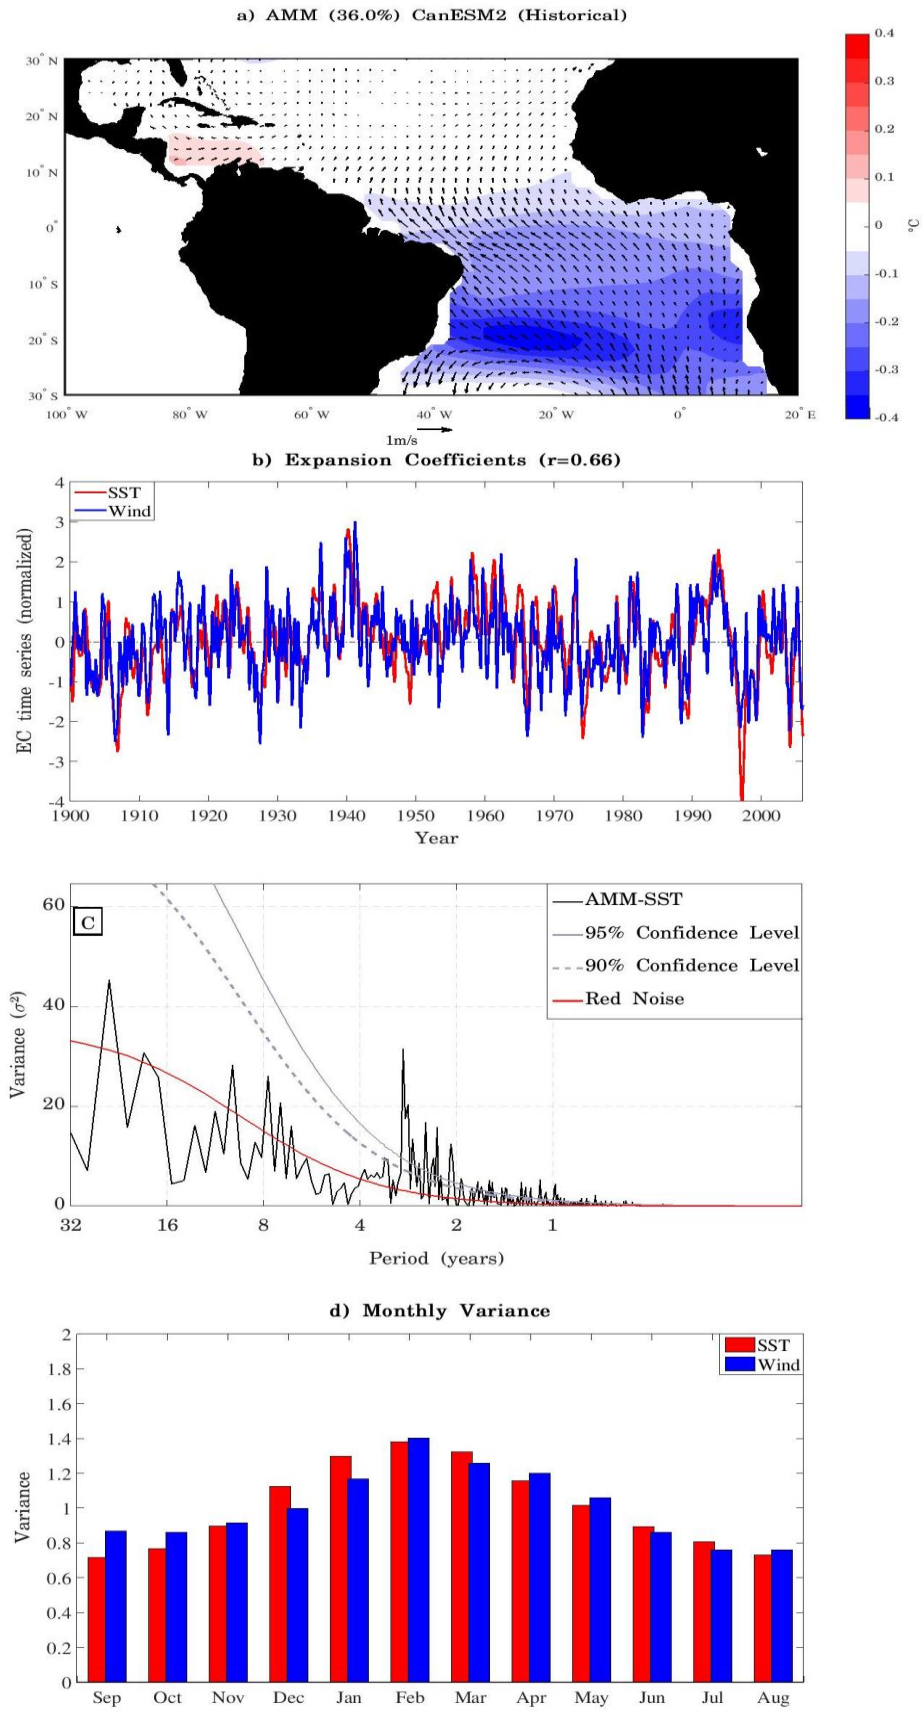 a) AMM (36.0%) CanESM2 (Historical)
30° N
20° N
10° N
0°
10° S
20° S
30° S
100° W
80° W
60° W
40° W
20° W
0°
20° E
1m/s
0.4
0.3
0.2
0.1
0
-0.1
-0.2
-0.3
-0.4
°C
b) Expansion Coefficients (r=0.66)
SST
Wind
EC time series (normalized)
4
3
2
1
0
-1
-2
-3
-4
1900
1910
1920
1930
1940
1950
1960
1970
1980
1990
2000
Year
C
AMM-SST
95% Confidence Level
90% Confidence Level
Red Noise
Variance (σ²)
60
40
20
0
32
16
8
4
2
1
Period (years)
d) Monthly Variance
SST
Wind
Variance
2
1.8
1.6
1.4
1.2
1
0.8
0.6
0.4
0.2
0
Sep
Oct
Nov
Dec
Jan
Feb
Mar
Apr
May
Jun
Jul
Aug